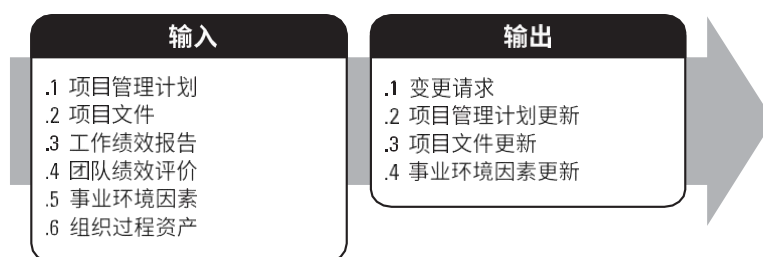 输入
.1 项目管理计划
.2 项目文件
.3 工作绩效报告
.4 团队绩效评价
.5 事业环境因素
.6 组织过程资产
输出
.1 变更请求
.2 项目管理计划更新
.3 项目文件更新
.4 事业环境因素更新